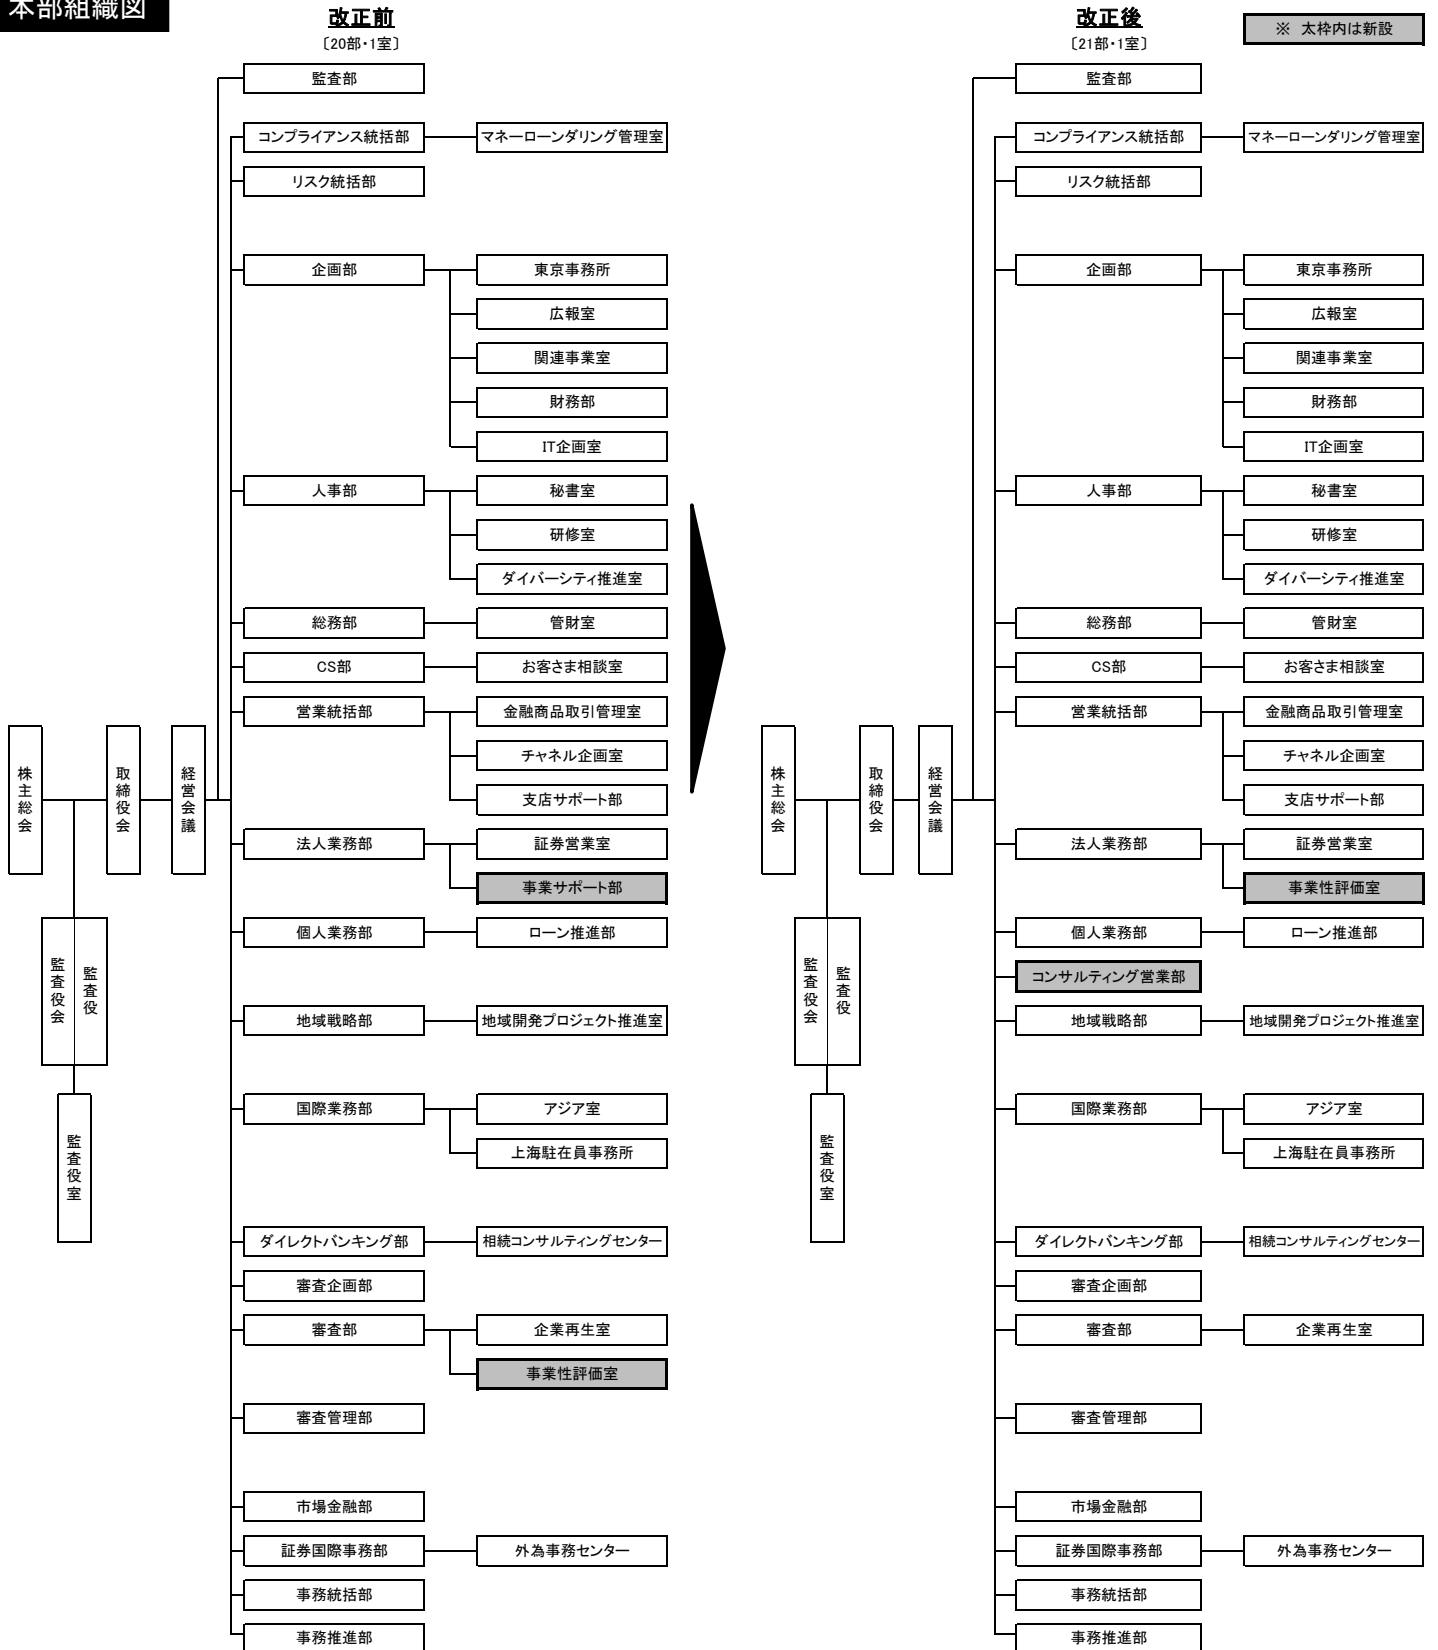 本部組織図
改正前
〔20部・1室〕
監査部
コンプライアンス統括部
マネーローンダリング管理室
リスク統括部
企画部
東京事務所
広報室
関連事業室
財務部
IT企画室
人事部
秘書室
研修室
ダイバーシティ推進室
総務部
管財室
CS部
お客さま相談室
営業統括部
金融商品取引管理室
チャネル企画室
支店サポート部
株主総会
取締役会
経営会議
法人業務部
証券営業室
事業サポート部
個人業務部
ローン推進部
監査役会
監査役
地域戦略部
地域開発プロジェクト推進室
国際業務部
アジア室
上海駐在員事務所
監査役室
ダイレクトバンキング部
相続コンサルティングセンター
審査企画部
審査部
企業再生室
事業性評価室
審査管理部
市場金融部
証券国際事務部
外為事務センター
事務統括部
事務推進部
改正後
〔21部・1室〕
※ 太枠内は新設
監査部
コンプライアンス統括部
マネーローンダリング管理室
リスク統括部
企画部
東京事務所
広報室
関連事業室
財務部
IT企画室
人事部
秘書室
研修室
ダイバーシティ推進室
総務部
管財室
CS部
お客さま相談室
営業統括部
金融商品取引管理室
チャネル企画室
支店サポート部
株主総会
取締役会
経営会議
法人業務部
証券営業室
事業性評価室
個人業務部
ローン推進部
コンサルティング営業部
監査役会
監査役
地域戦略部
地域開発プロジェクト推進室
国際業務部
アジア室
上海駐在員事務所
監査役室
ダイレクトバンキング部
相続コンサルティングセンター
審査企画部
審査部
企業再生室
審査管理部
市場金融部
証券国際事務部
外為事務センター
事務統括部
事務推進部